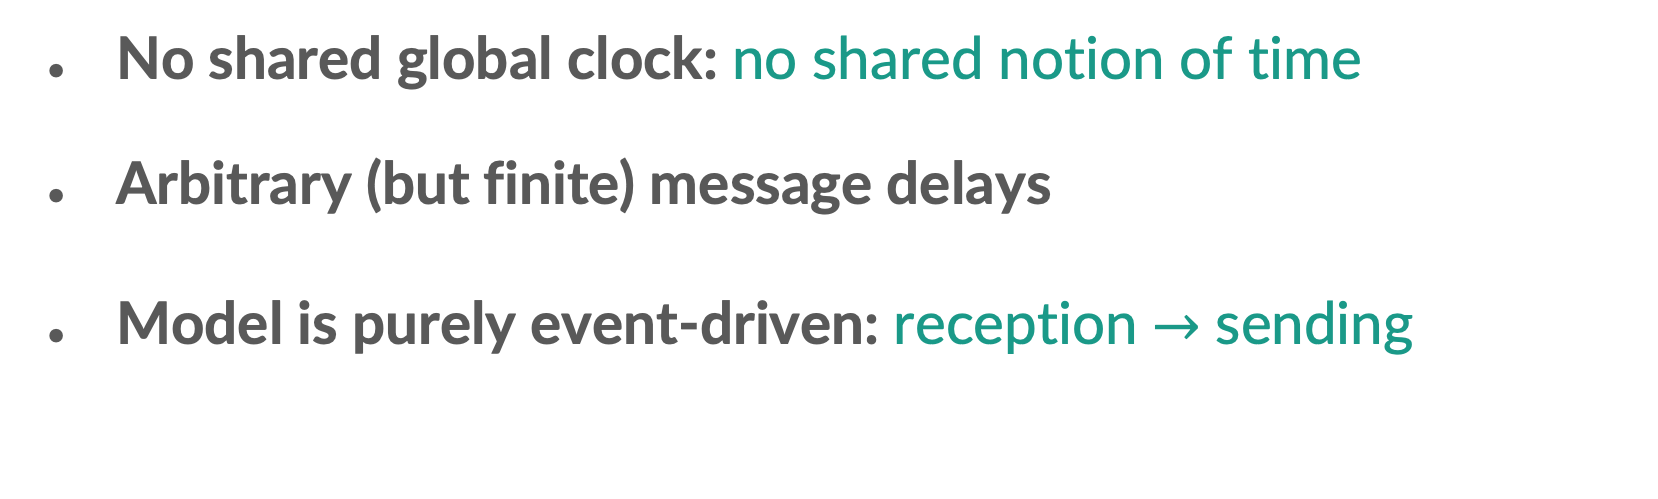 • No shared global clock: no shared notion of time
• Arbitrary (but finite) message delays
• Model is purely event-driven: reception → sending